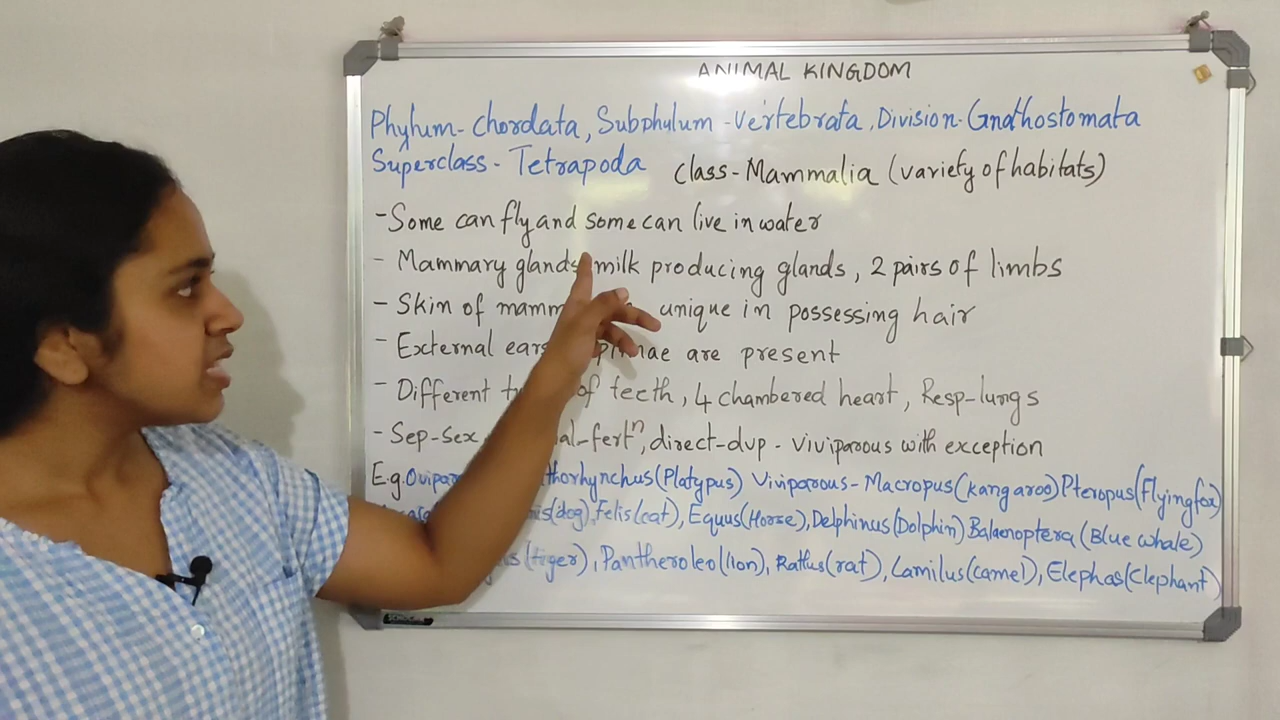 ANIMAL KINGDOM
Phylum-Chordata, Subphulum-Vertebrata, Division-Gnathostomata
Superclass-Tetrapoda class-Mammalia (variety of habitats)
-Some can fly and some can live in water
- Mammary glands milk producing glands, 2 pairs of limbs
- Skin of unique in possessing hair
- External ears are present
- Different of teeth, 4 chambered heart, Resp-lungs
- Sep-sex, fertⁿ, direct-dvp - viviparous with exception
E.g. (Platypus) Viviparous-Macropus(kangaroo) Pteropus(Flying fox)
(dog), Felis(cat), Equus(Horse), Delphinus(Dolphin) Balaenoptera (Blue whale)
(tiger), Pantheroleo(lion), Rattus(rat), Camilus(camel), Elephas(Elephant)